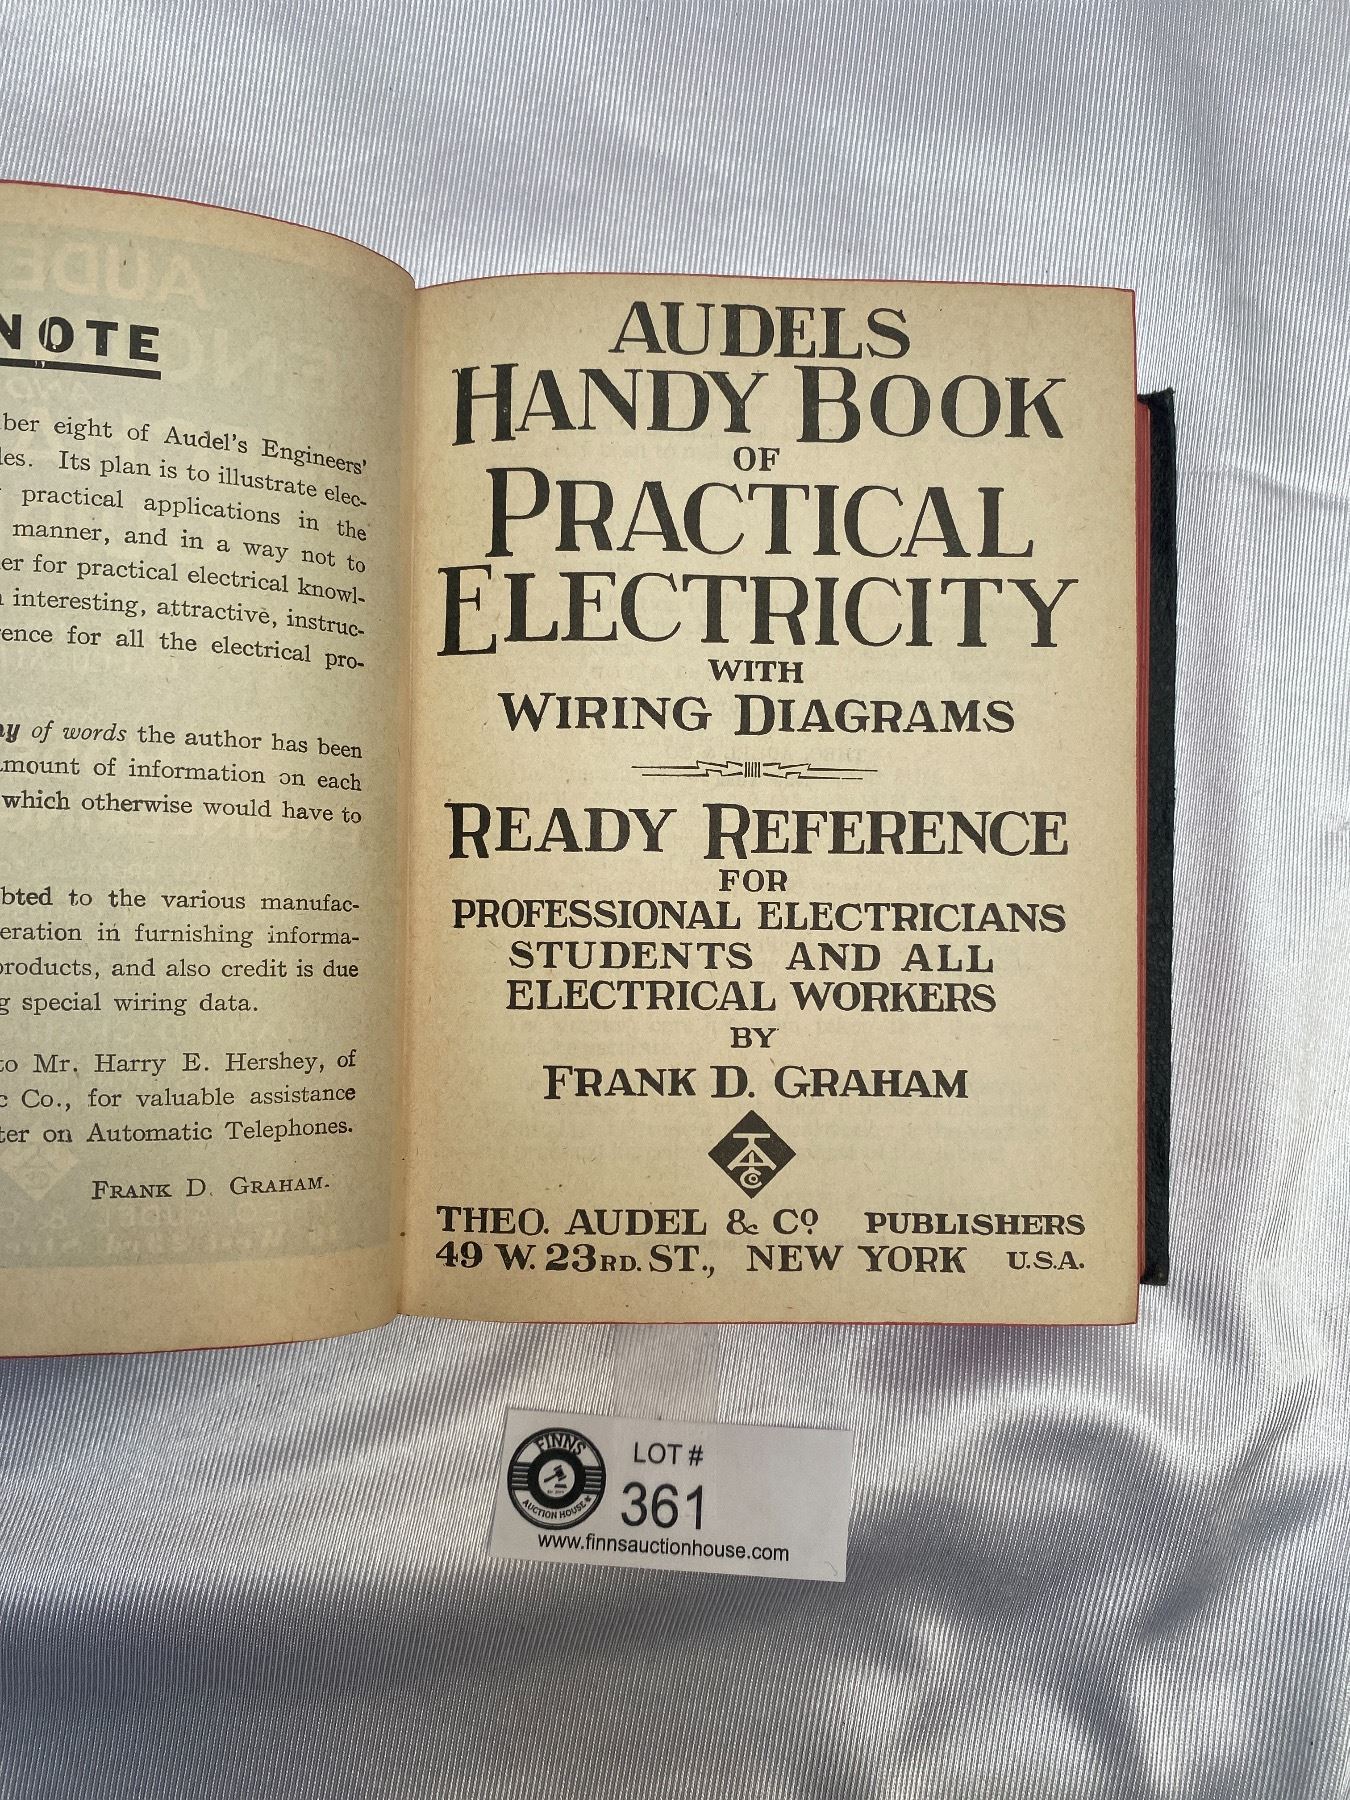 NOTE
ber eight of Audel's Engineers'
les. Its plan is to illustrate elec-
practical applications in the
manner, and in a way not to
er for practical electrical knowl-
interesting, attractive, instruc-
rence for all the electrical pro-
ny of words the author has been
mount of information on each
which otherwise would have to
bted to the various manufac-
eration in furnishing informa-
products, and also credit is due
g special wiring data.
to Mr. Harry E. Hershey, of
c Co., for valuable assistance
ter on Automatic Telephones.
FRANK D. GRAHAM.
AUDELS
HANDY BOOK
OF
PRACTICAL
ELECTRICITY
WITH
WIRING DIAGRAMS
READY REFERENCE
FOR
PROFESSIONAL ELECTRICIANS
STUDENTS AND ALL
ELECTRICAL WORKERS
BY
FRANK D. GRAHAM
TACO
THEO. AUDEL & CO PUBLISHERS
49 W. 23RD. ST., NEW YORK U.S.A.
FINNS
AUCTION HOUSE
LOT #
361
www.finnsauctionhouse.com